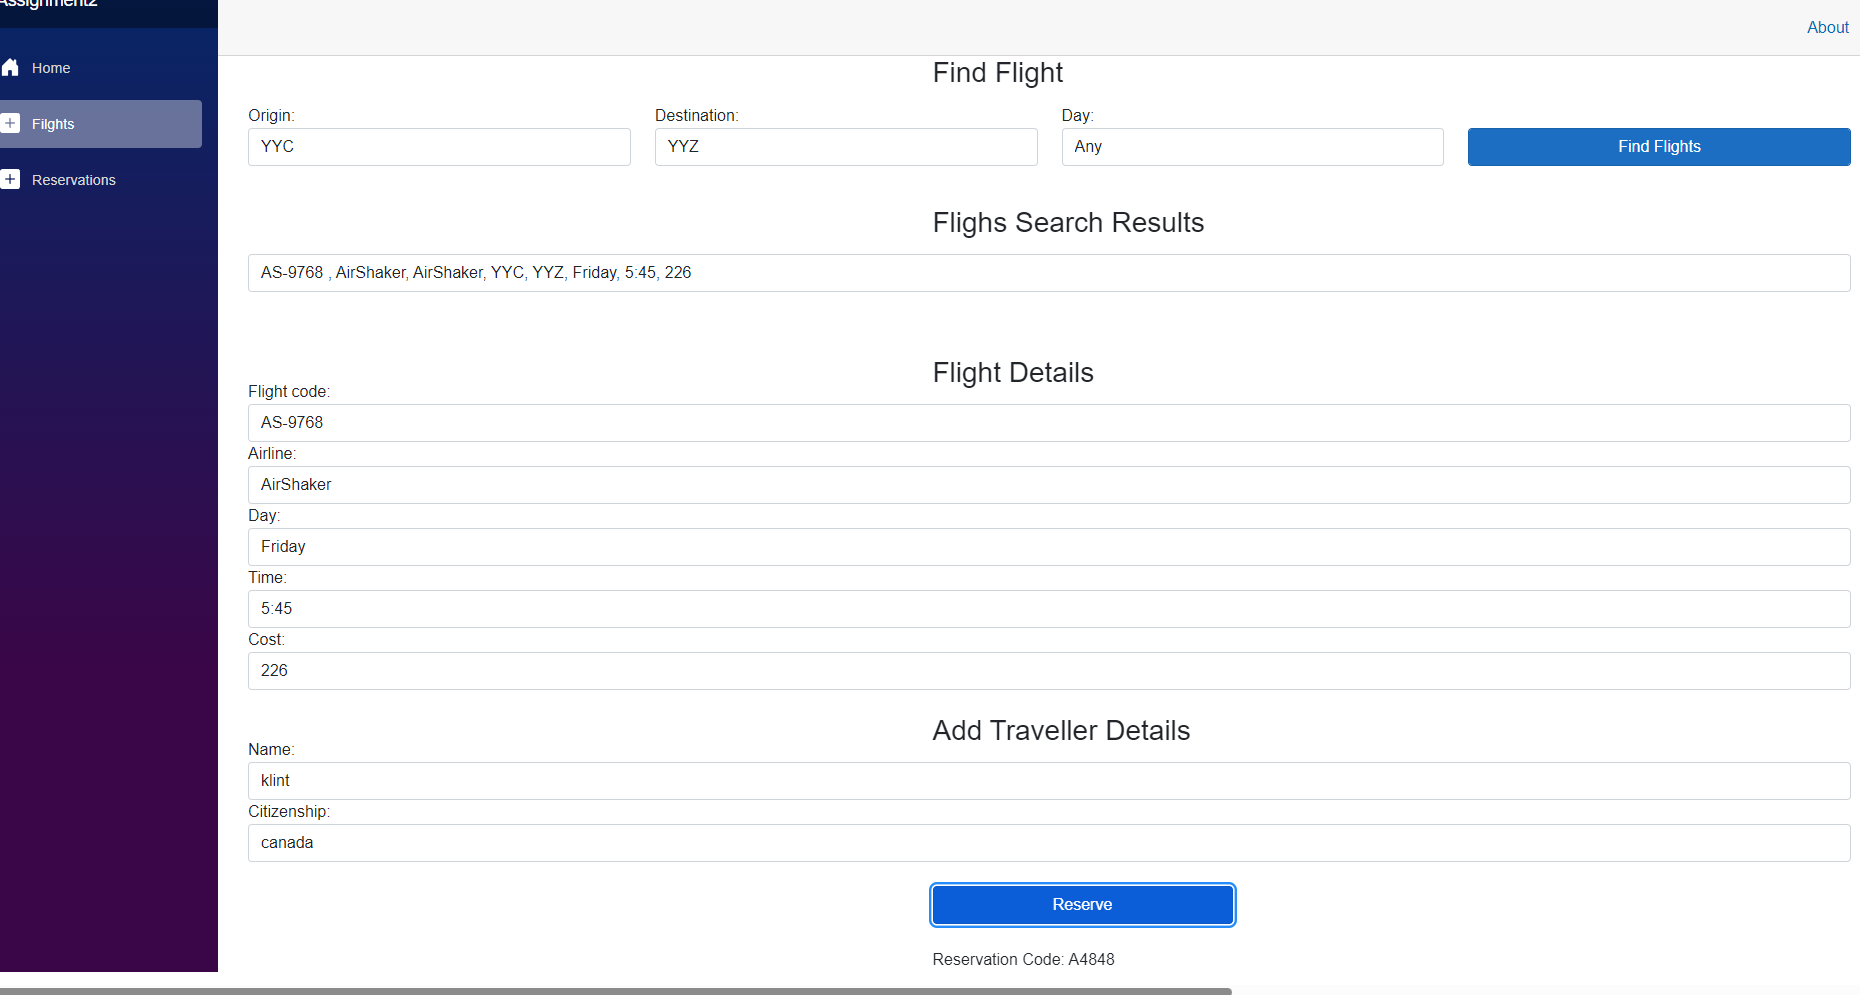 Assignment2
About
Home
Filghts
Reservations
Find Flight
Origin: Destination: Day:
YYC YYZ Any Find Flights
Flighs Search Results
AS-9768 , AirShaker, AirShaker, YYC, YYZ, Friday, 5:45, 226
Flight Details
Flight code:
AS-9768
Airline:
AirShaker
Day:
Friday
Time:
5:45
Cost:
226
Add Traveller Details
Name:
klint
Citizenship:
canada
Reserve
Reservation Code: A4848